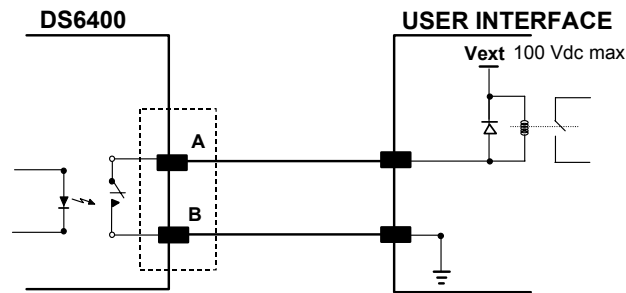 DS6400
USER INTERFACE
Vext 100 Vdc max
A
B